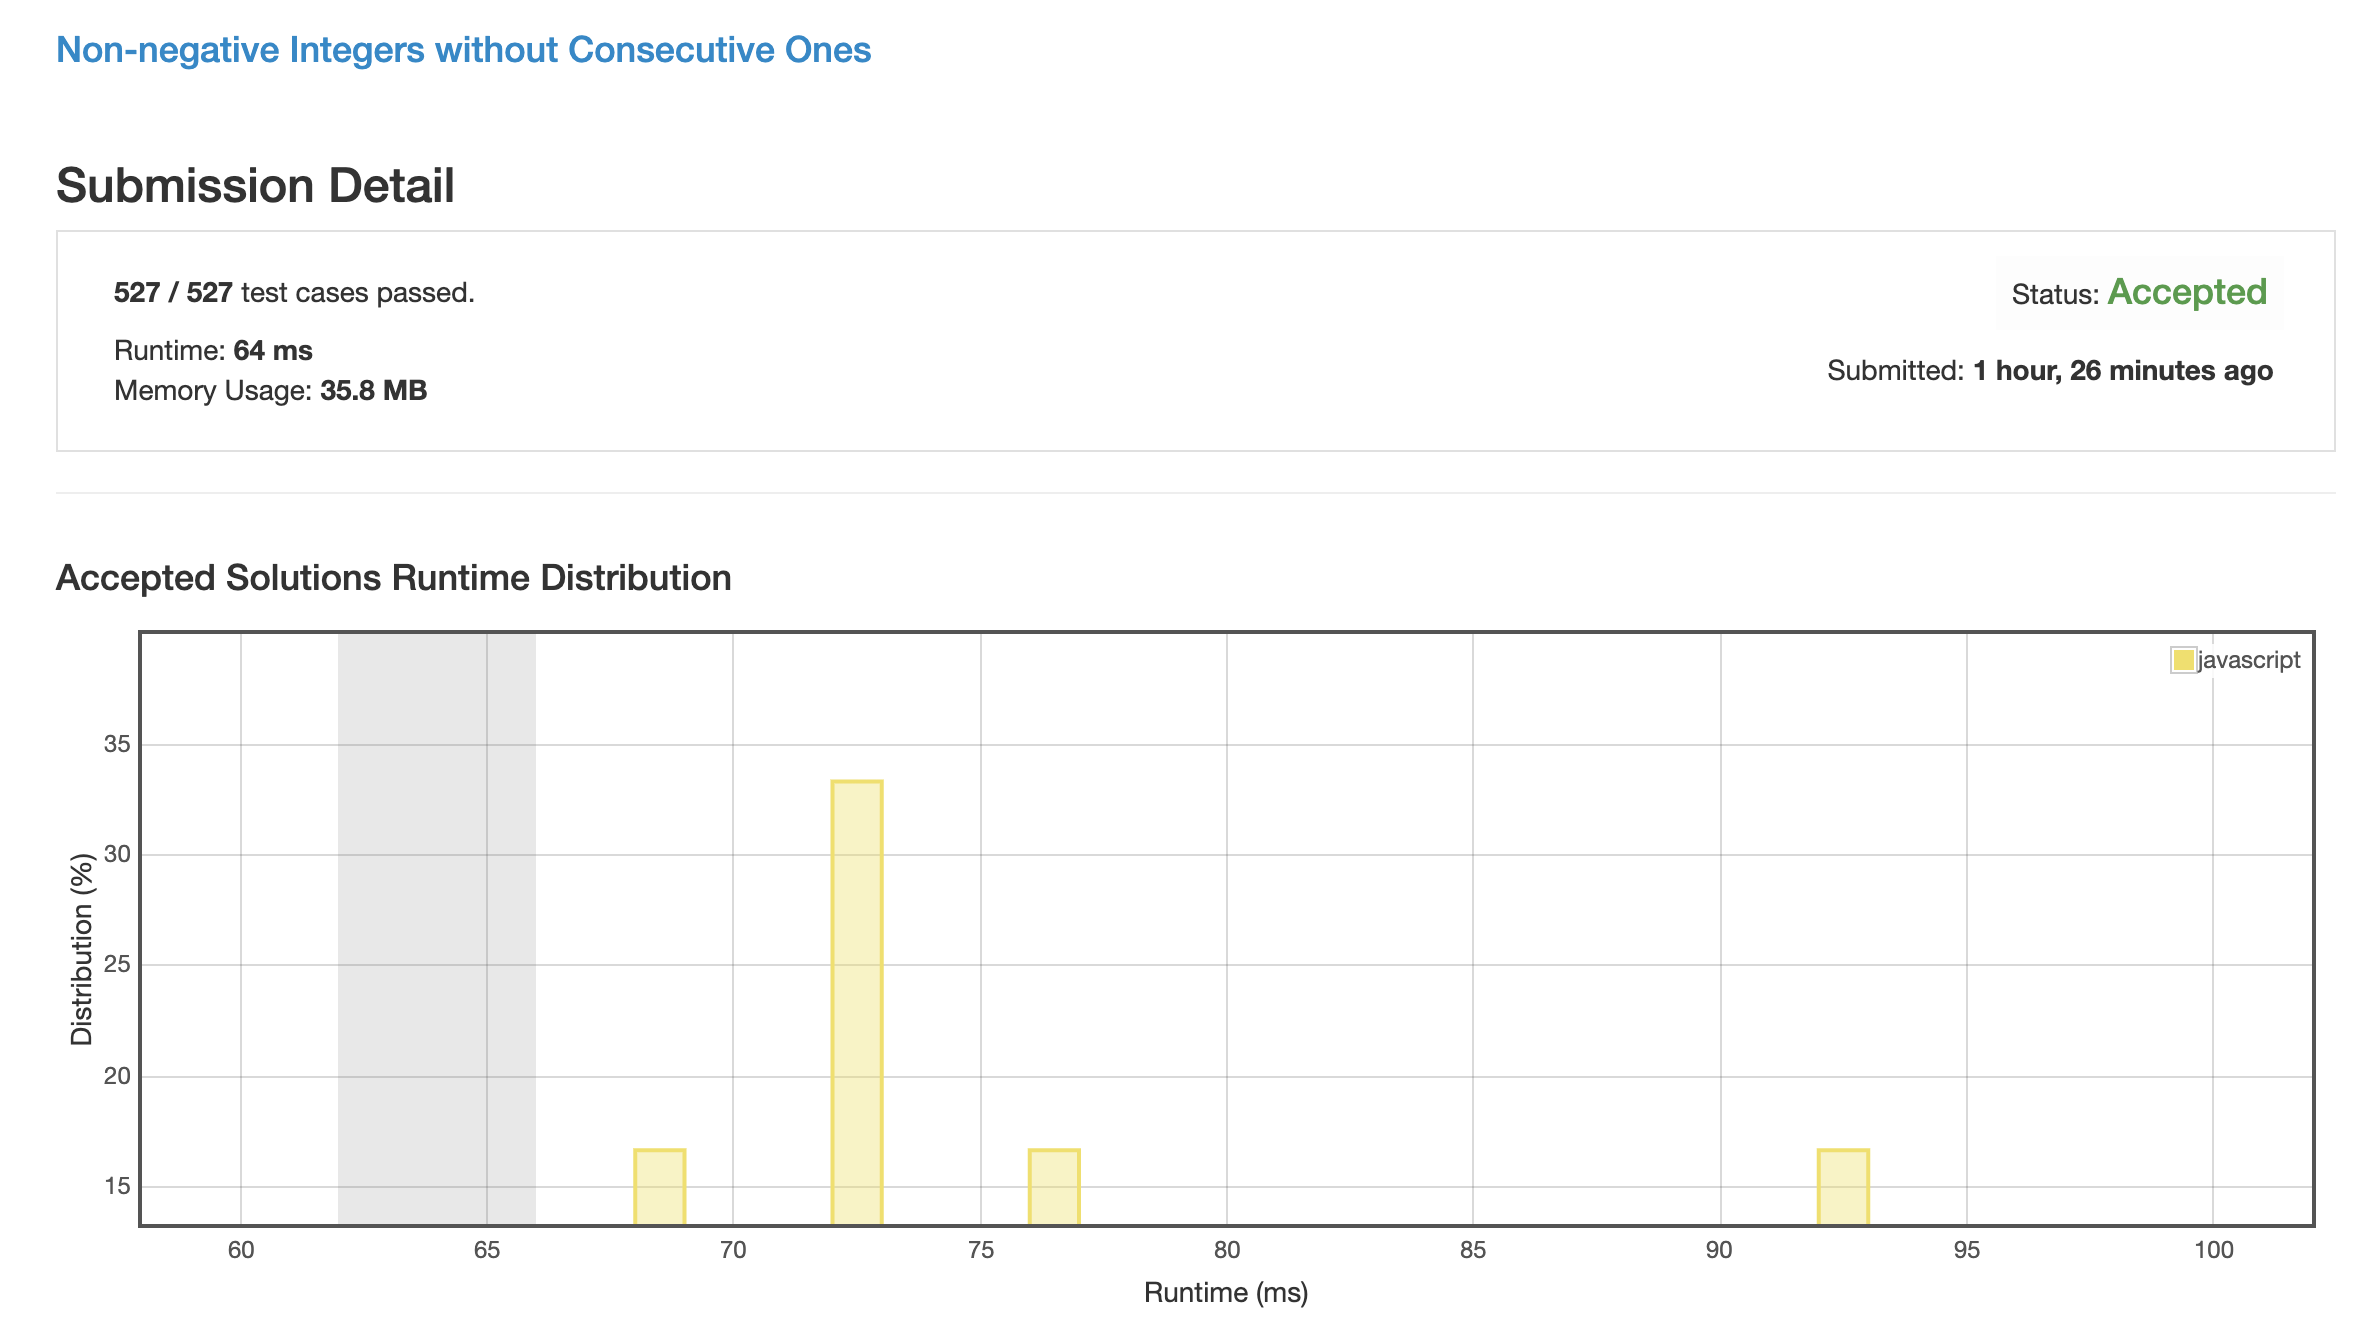 Non-negative Integers without Consecutive Ones
Submission Detail
527 / 527 test cases passed.
Status: Accepted
Runtime: 64 ms
Submitted: 1 hour, 26 minutes ago
Memory Usage: 35.8 MB
Accepted Solutions Runtime Distribution
javascript
35
30
25
20
15
Distribution (%)
60 65 70 75 80 85 90 95 100
Runtime (ms)